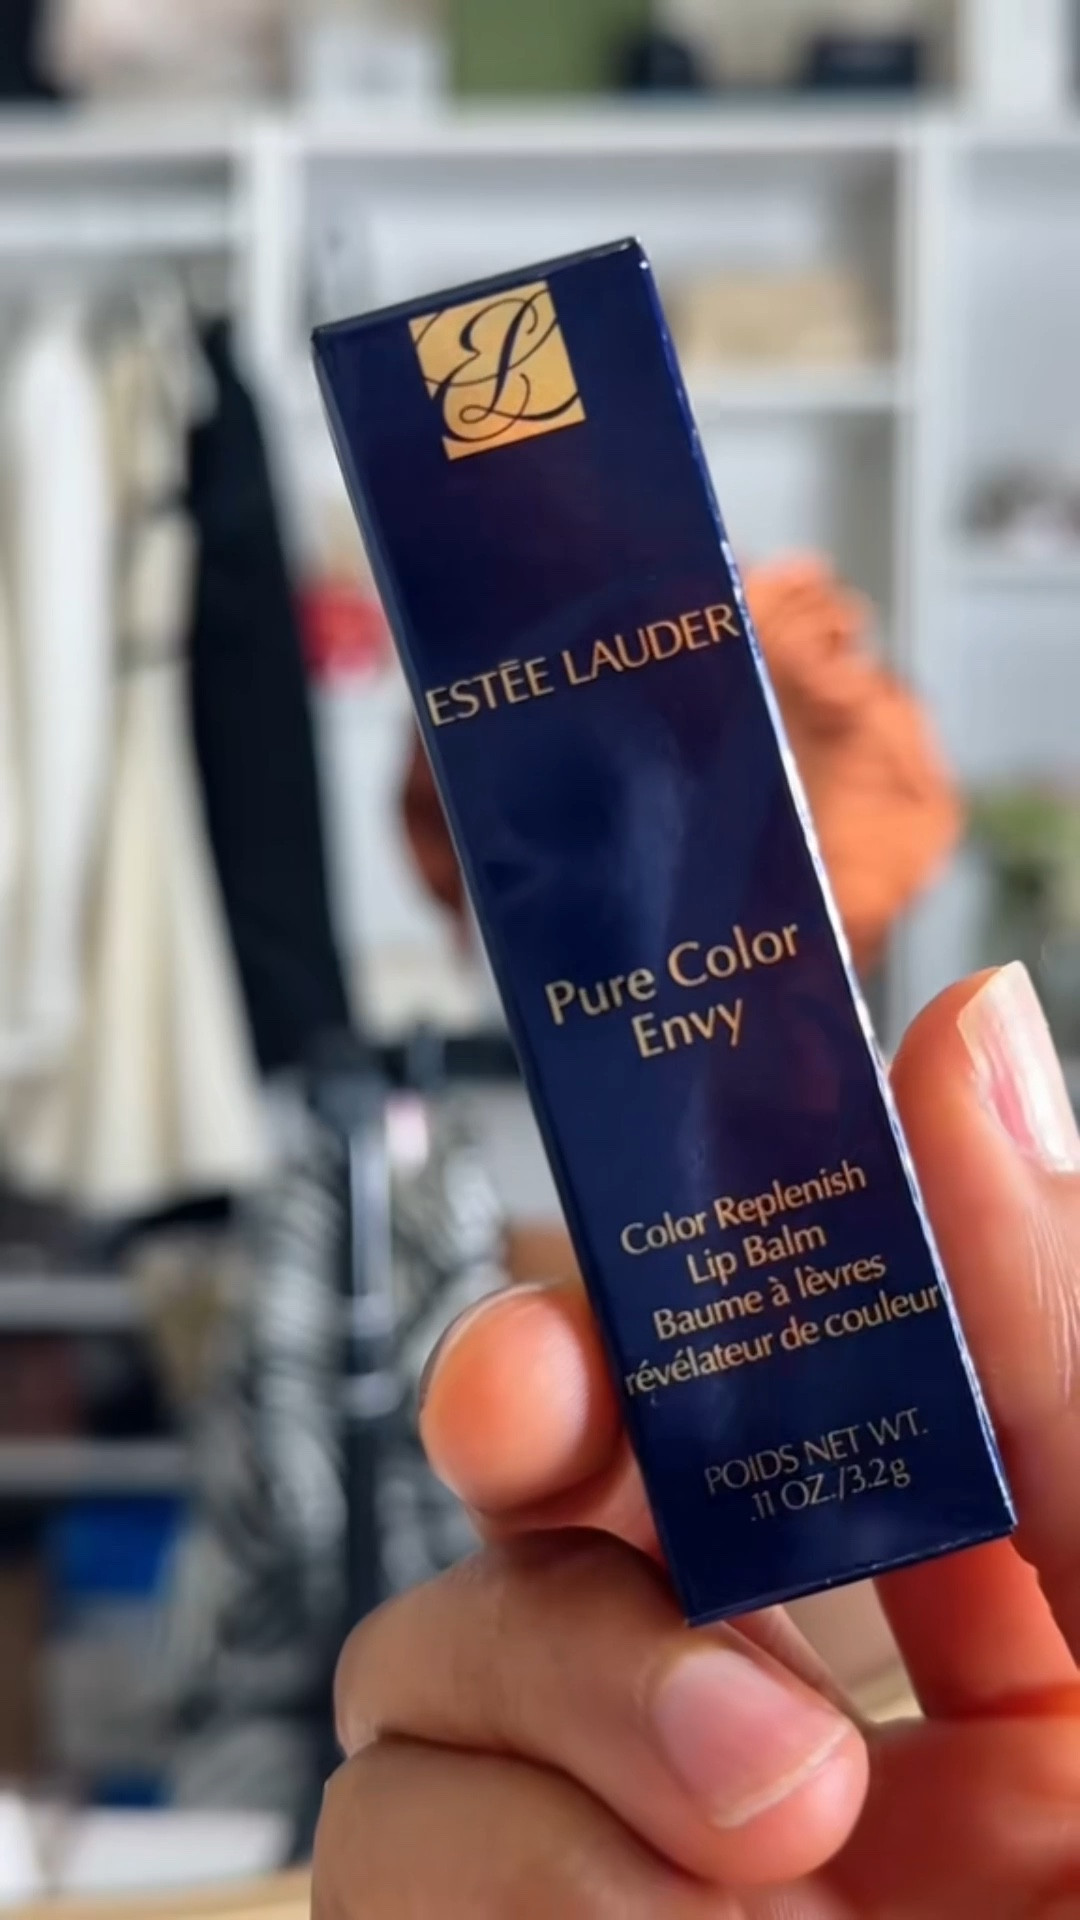 ESTĒE LAUDER
Pure Color
Envy
Color Replenish
Lip Balm
Baume à lèvres
révélateur de couleur
POIDS NET WT.
.11 OZ./3.2g